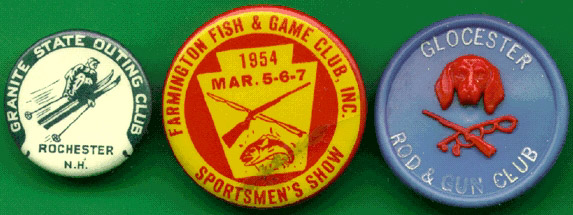 GRANITE STATE OUTING CLUB
ROCHESTER
N.H.
FARMINGTON FISH & GAME CLUB, INC.
1954
MAR. 5-6-7
SPORTSMEN'S SHOW
GLOCESTER
ROD & GUN CLUB